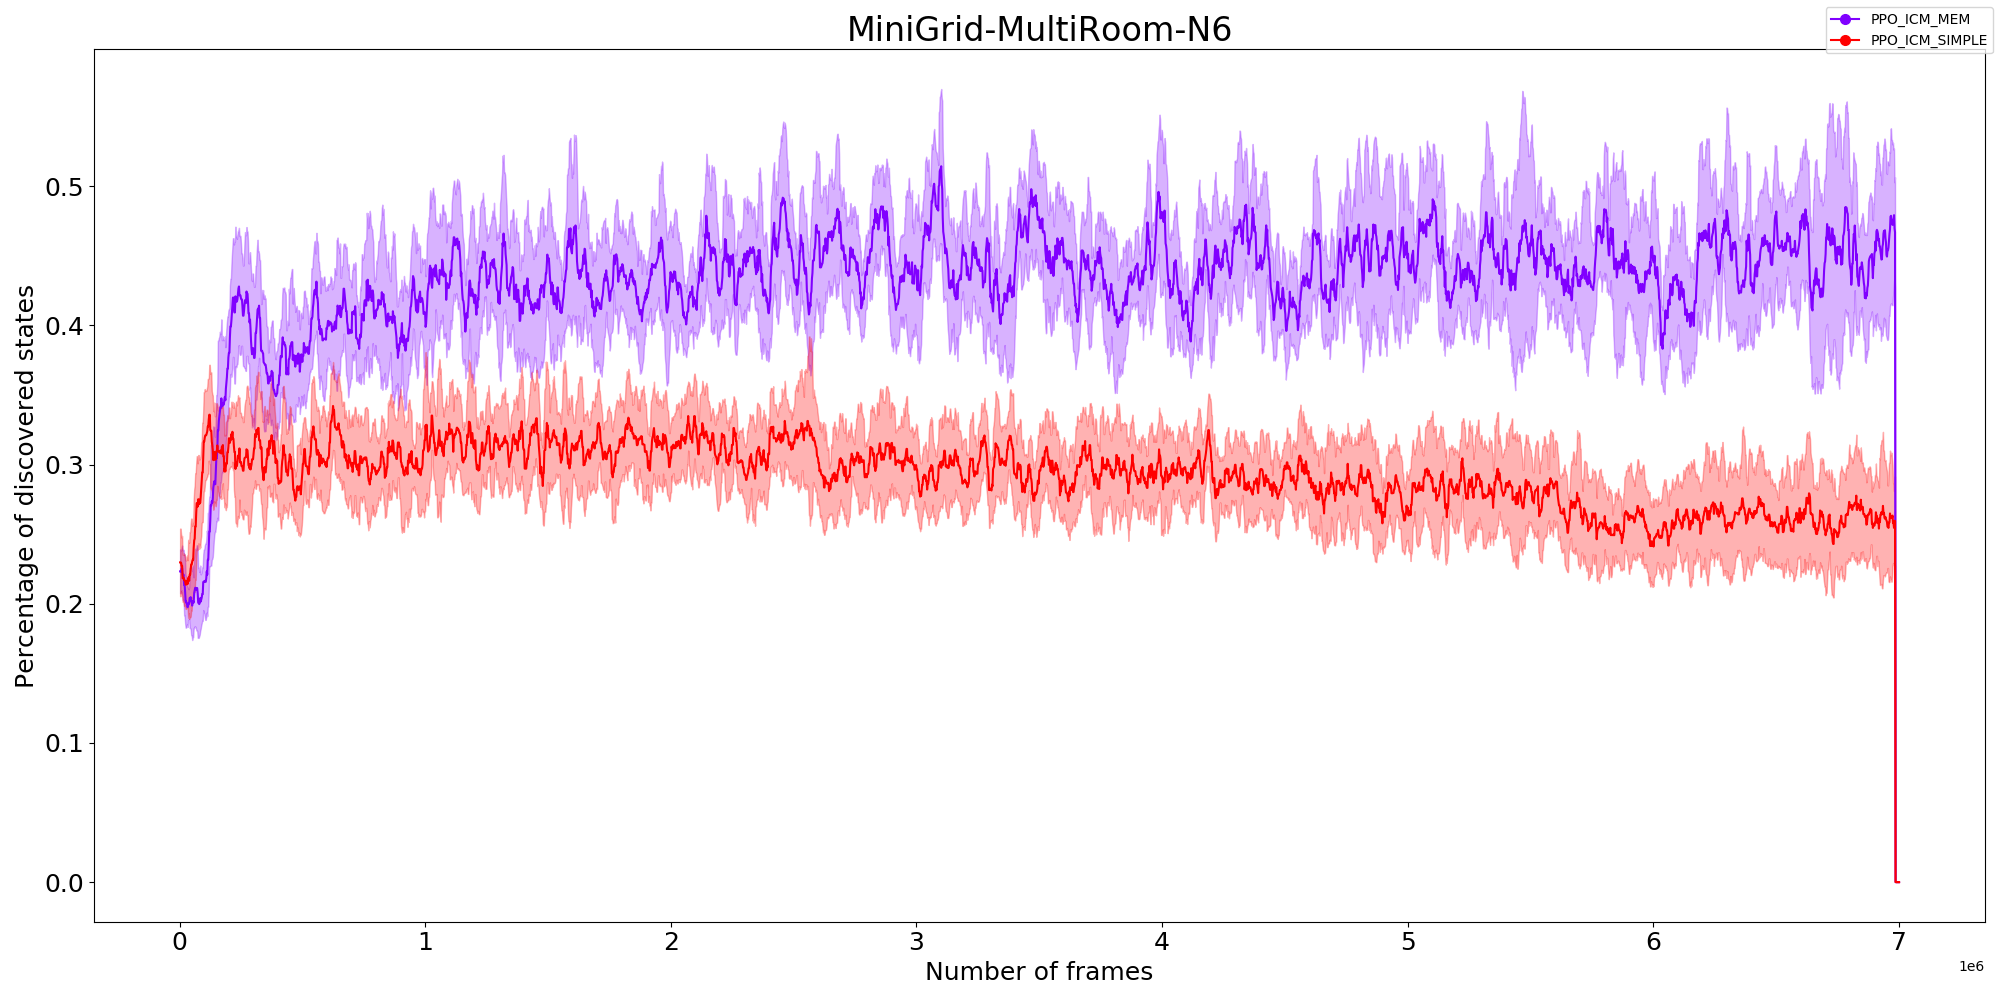 MiniGrid-MultiRoom-N6
PPO_ICM_MEM
PPO_ICM_SIMPLE
Percentage of discovered states
0.5
0.4
0.3
0.2
0.1
0.0
0 1 2 3 4 5 6 7
Number of frames
1e6